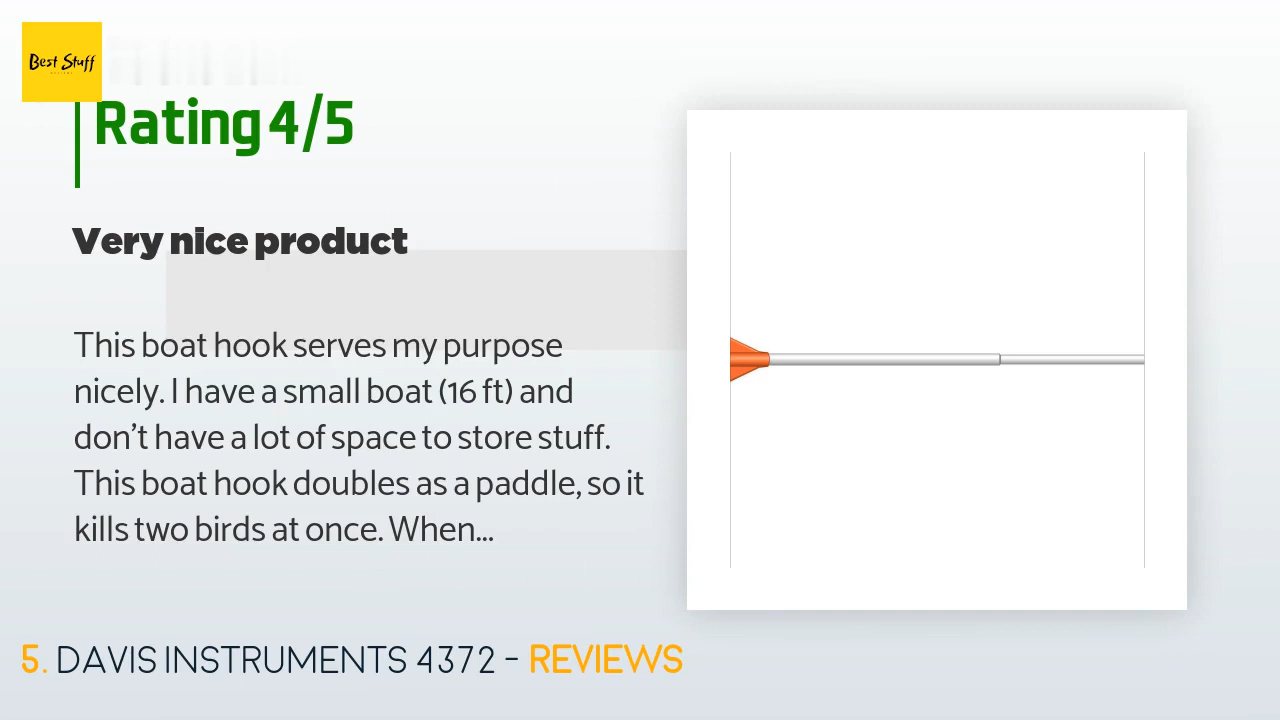 Best Stuff
Rating 4/5
Very nice product
This boat hook serves my purpose
nicely. I have a small boat (16 ft) and
don't have a lot of space to store stuff.
This boat hook doubles as a paddle, so it
kills two birds at once. When...
5. DAVIS INSTRUMENTS 4372 - REVIEWS